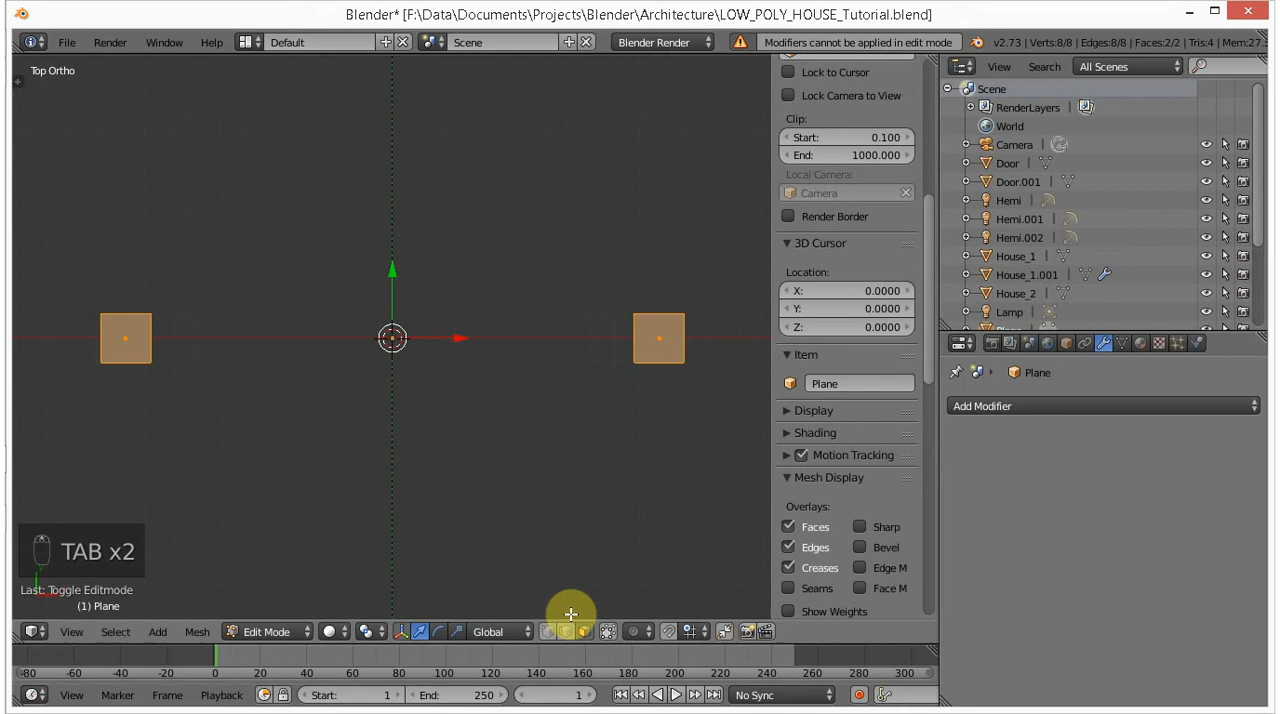 Blender* [F:\Data\Documents\Projects\Blender\Architecture\LOW_POLY_HOUSE_Tutorial.blend]
File Render Window Help Default Scene Blender Render Modifiers cannot be applied in edit mode v2.73 | Verts:8/8 | Edges:8/8 | Faces:2/2 | Tris:4 | Mem:27.
Top Ortho
Lock to Cursor
Lock Camera to View
Clip:
Start: 0.100
End: 1000.000
Local Camera:
Camera
Render Border
3D Cursor
Location:
X: 0.0000
Y: 0.0000
Z: 0.0000
Item
Plane
Display
Shading
Motion Tracking
Mesh Display
Overlays:
Faces Sharp
Edges Bevel
Creases Edge M
Seams Face M
Show Weights
View Search All Scenes
Scene
RenderLayers
World
Camera
Door
Door.001
Hemi
Hemi.001
Hemi.002
House_1
House_1.001
House_2
Lamp
Plane
Add Modifier
TAB x2
Last: Toggle Editmode
(1) Plane
View Select Add Mesh Edit Mode Global
-80 -60 -40 -20 0 20 40 60 80 100 120 140 160 180 200 220 240 260 280 300
View Marker Frame Playback Start: 1 End: 250 1 No Sync